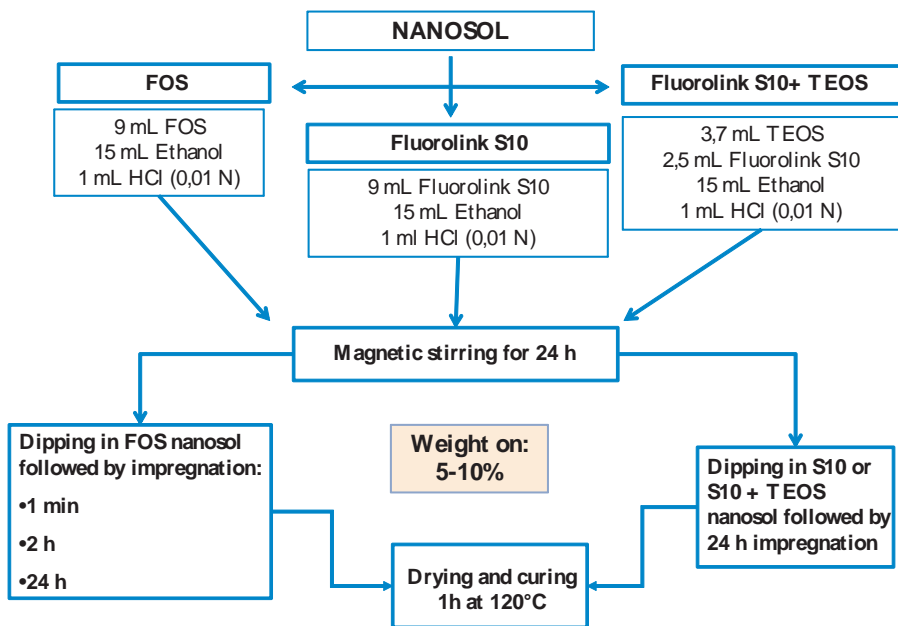 NANOSOL
FOS
9 mL FOS
15 mL Ethanol
1 mL HCl (0,01 N)
Fluorolink S10
9 mL Fluorolink S10
15 mL Ethanol
1 ml HCl (0,01 N)
Fluorolink S10+ TEOS
3,7 mL TEOS
2,5 mL Fluorolink S10
15 mL Ethanol
1 mL HCl (0,01 N)
Magnetic stirring for 24 h
Dipping in FOS nanosol
followed by impregnation:
•1 min
•2 h
•24 h
Weight on:
5-10%
Dipping in S10 or
S10 + TEOS
nanosol followed by
24 h impregnation
Drying and curing
1h at 120°C